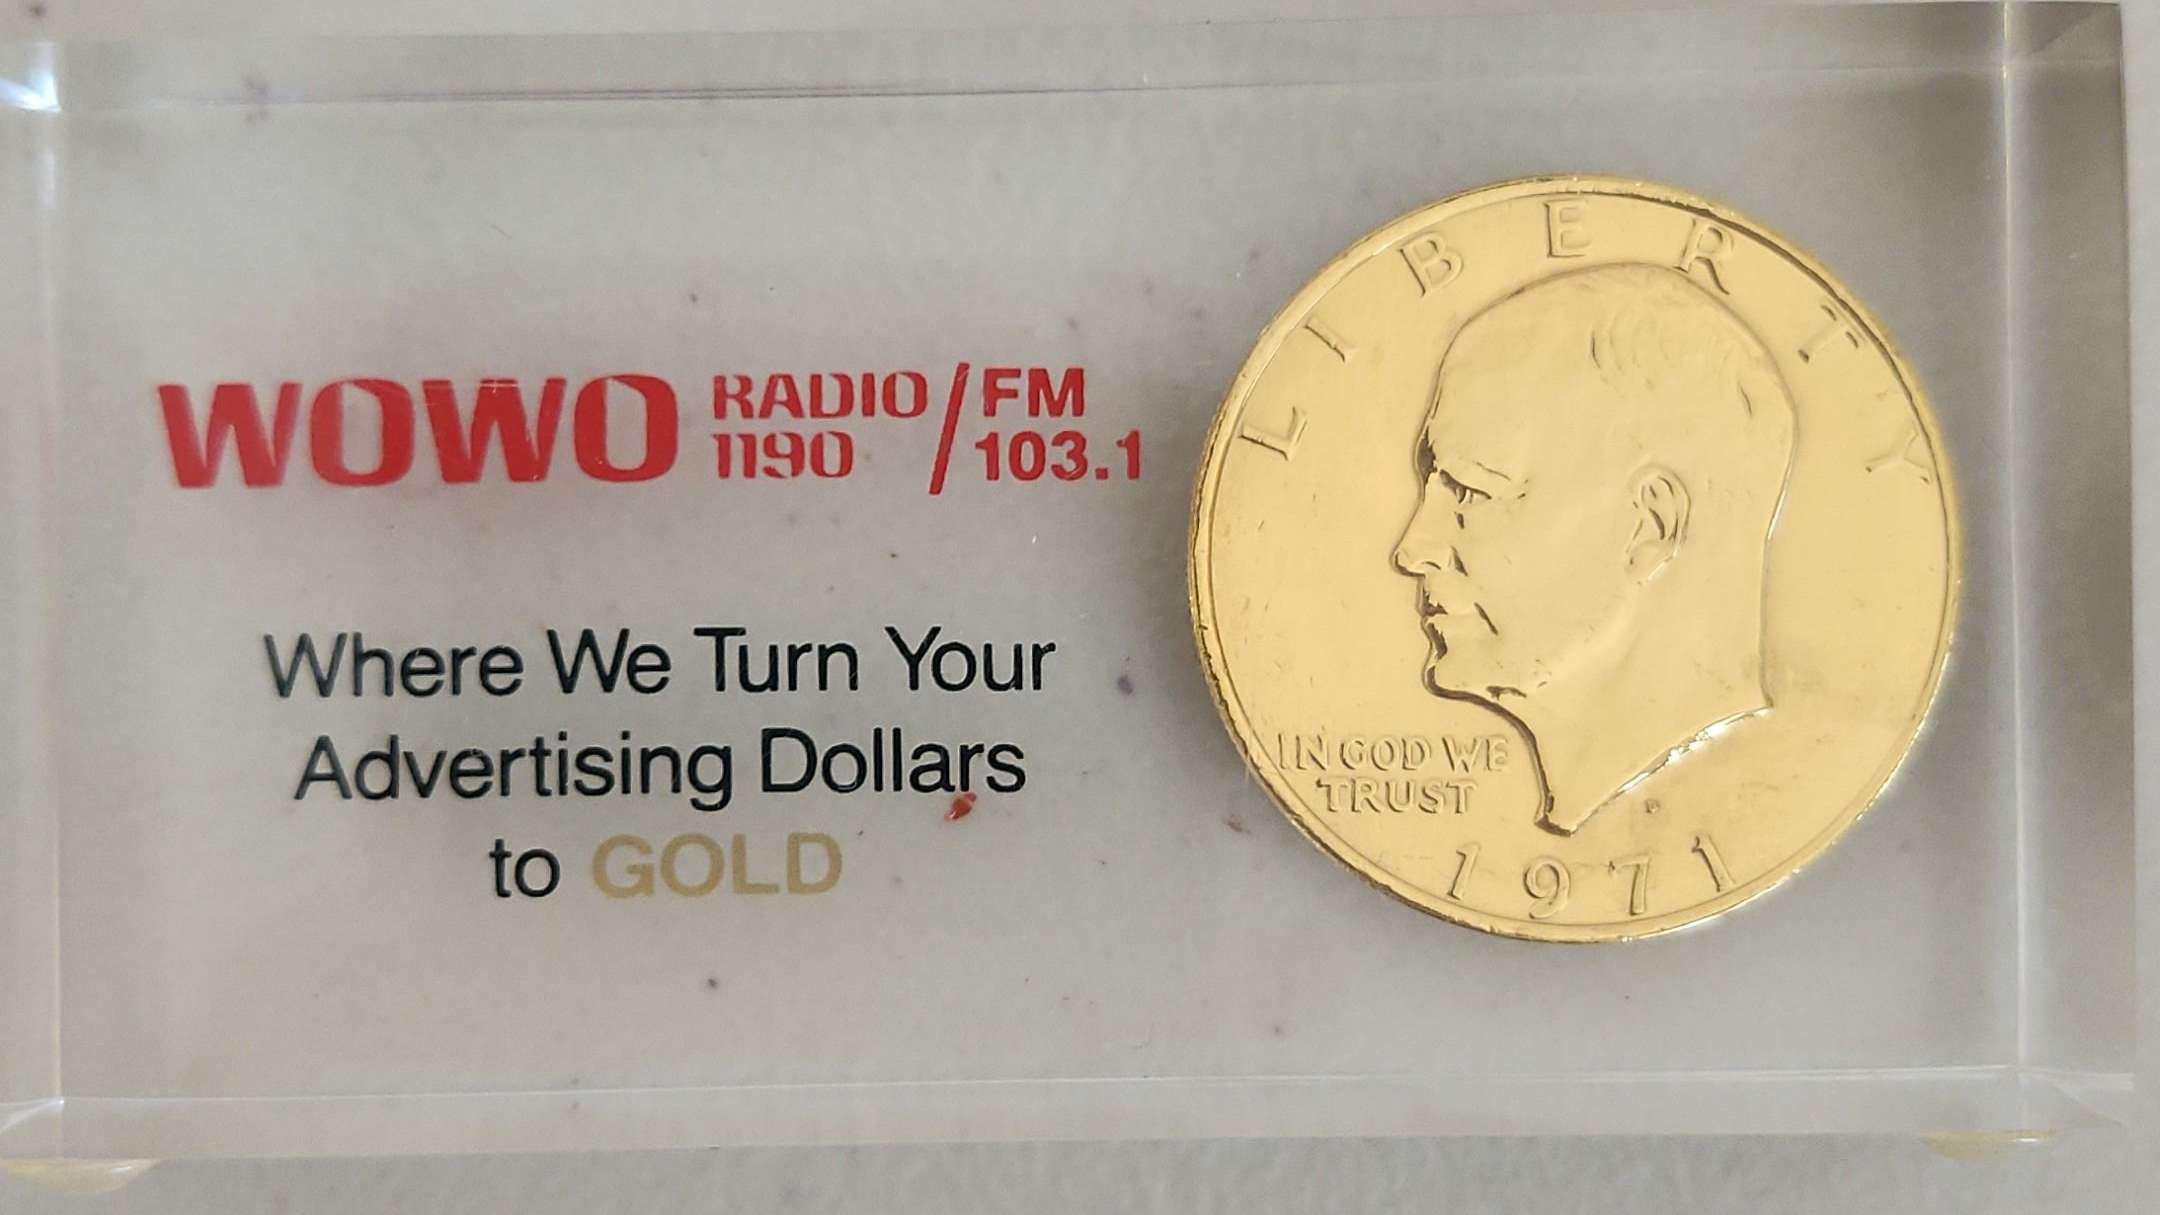 WOWO RADIO 1190 / FM 103.1
Where We Turn Your
Advertising Dollars
to GOLD
LIBERTY
IN GOD WE
TRUST
D
1971